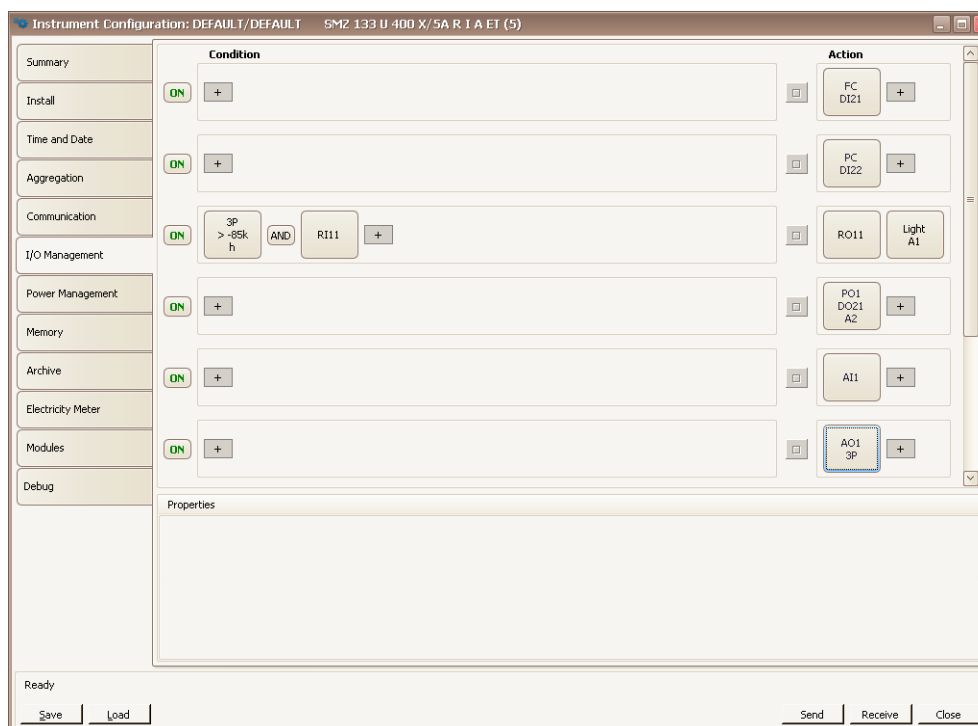 Instrument Configuration: DEFAULT/DEFAULT SMZ 133 U 400 X/5A R I A ET (5)
Summary
Install
Time and Date
Aggregation
Communication
I/O Management
Power Management
Memory
Archive
Electricity Meter
Modules
Debug
Condition Action
ON + FC
DI21 +
ON + PC
DI22 +
ON 3P
> -85k
h AND RI11 + RO11 Light
A1
ON + PO1
DO21
A2 +
ON + AI1 +
ON + AO1
3P +
Properties
Ready
Save Load Send Receive Close